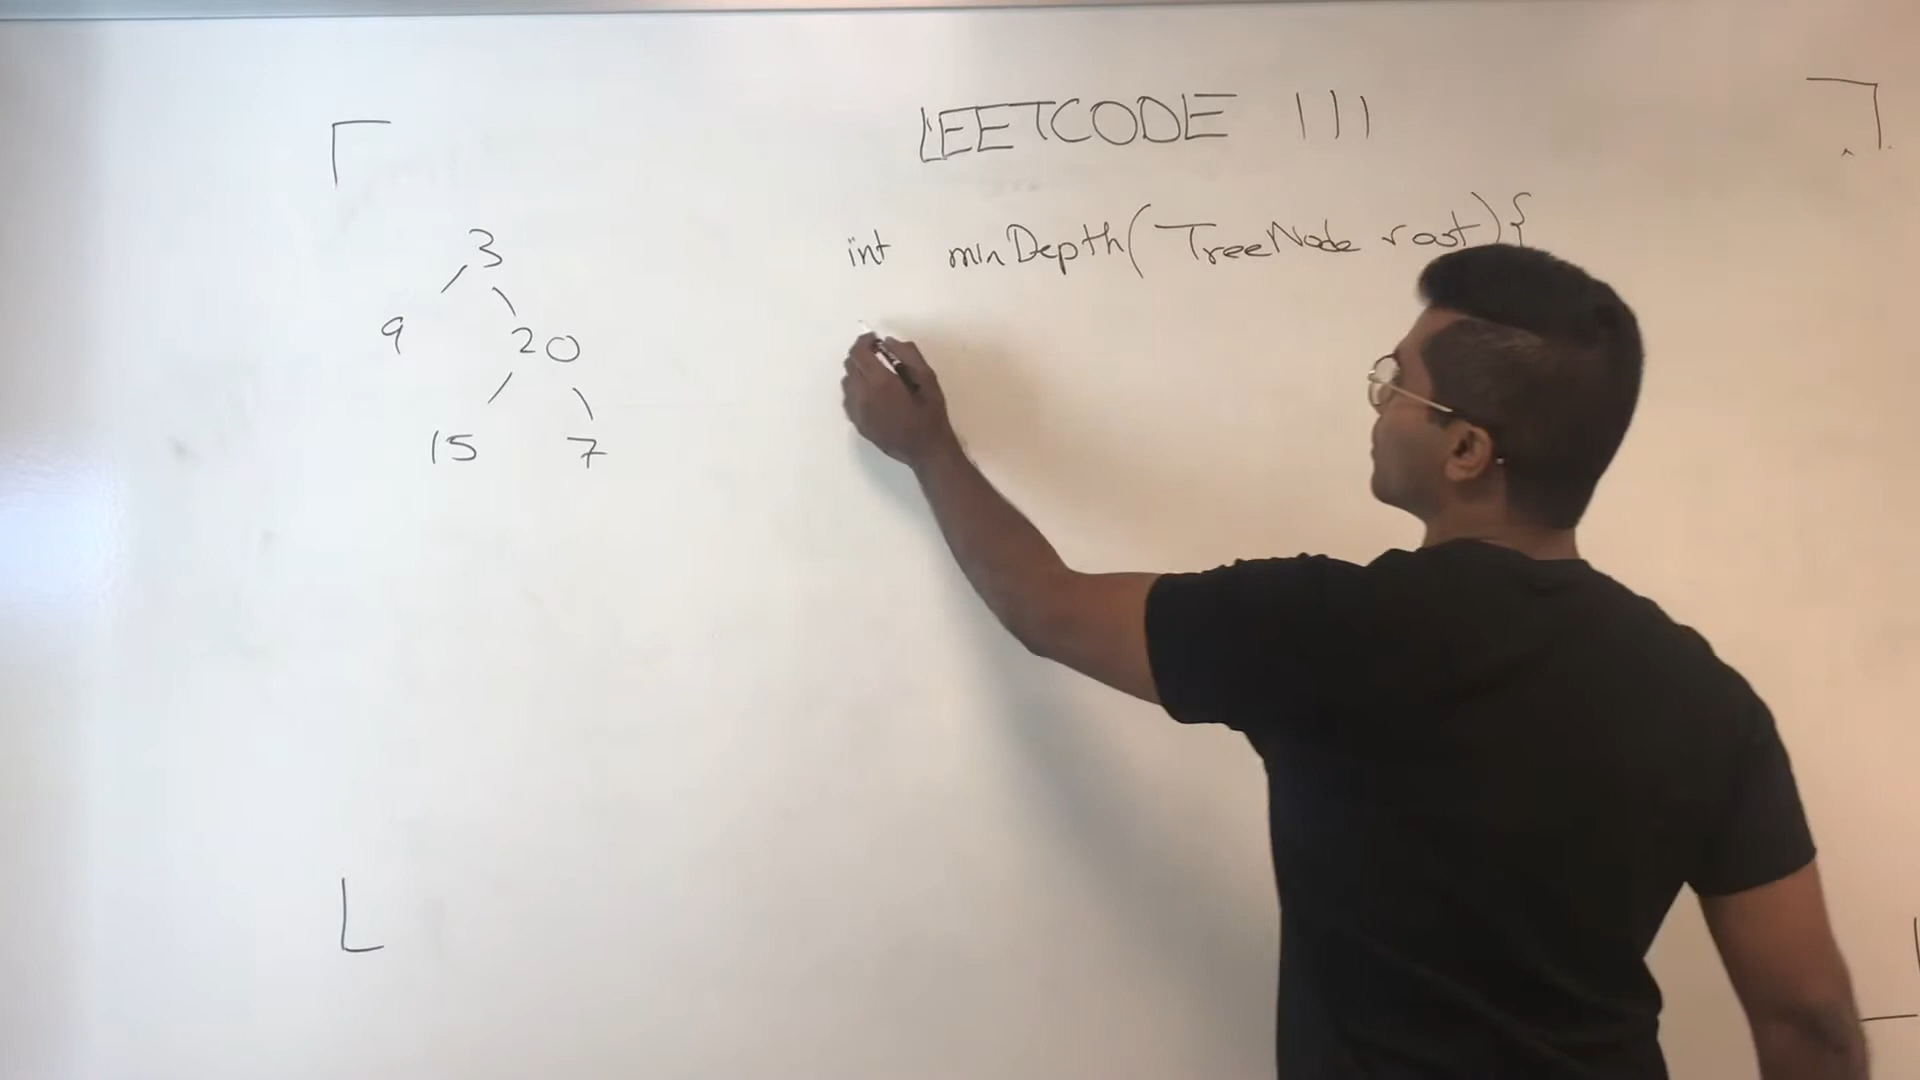 LEETCODE 111
int minDepth(TreeNode root){
3
9 20
15 7